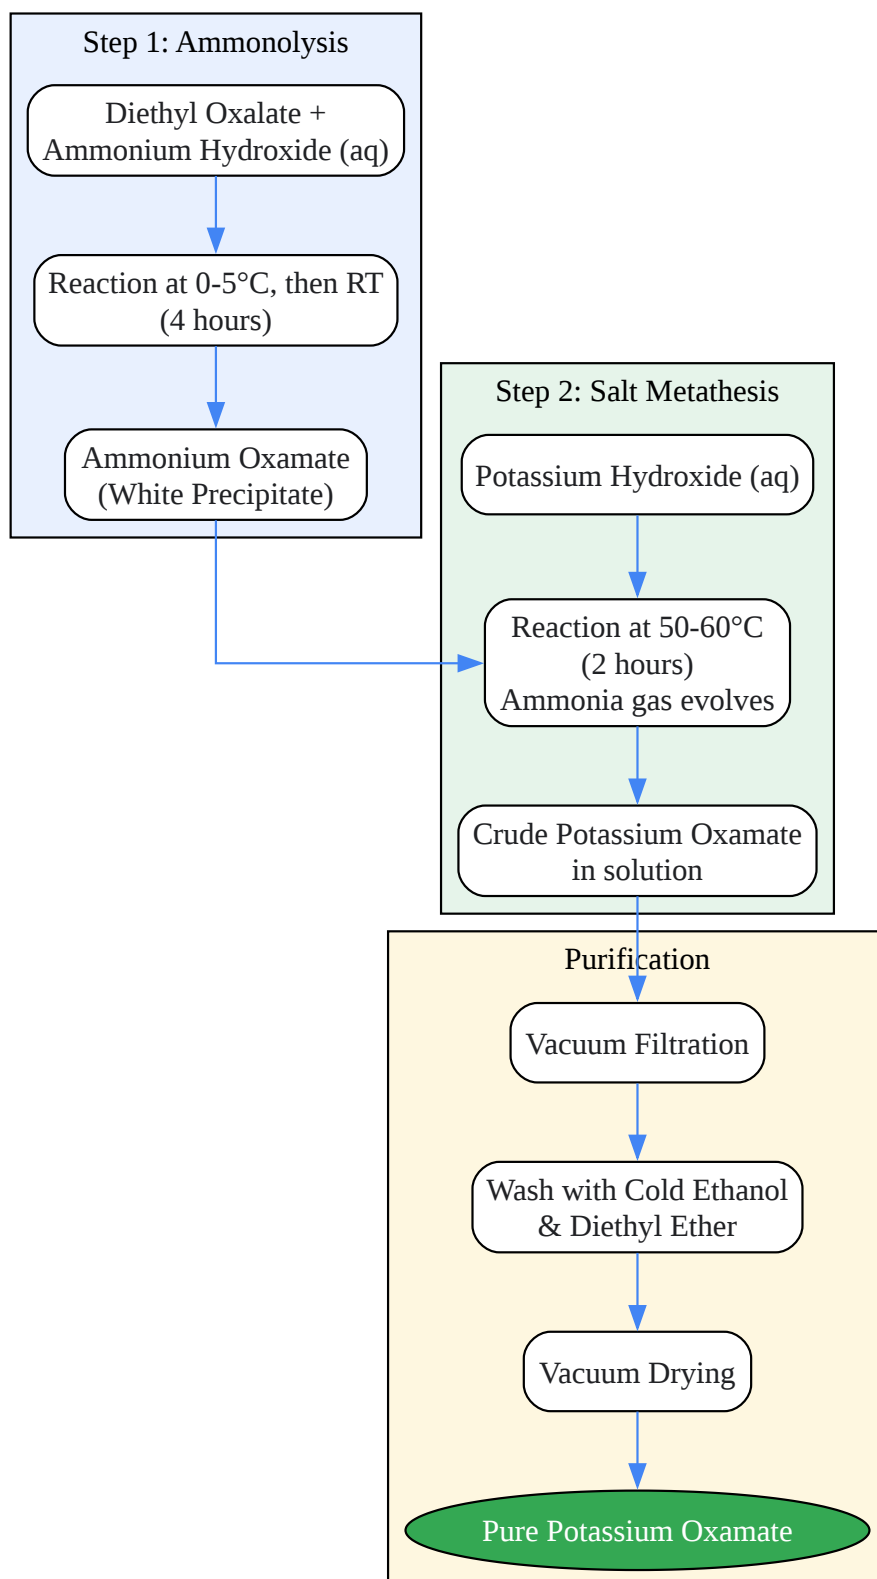 Step 1: Ammonolysis
Diethyl Oxalate +
Ammonium Hydroxide (aq)
Reaction at 0-5°C, then RT
(4 hours)
Ammonium Oxamate
(White Precipitate)
Step 2: Salt Metathesis
Potassium Hydroxide (aq)
Reaction at 50-60°C
(2 hours)
Ammonia gas evolves
Crude Potassium Oxamate
in solution
Purification
Vacuum Filtration
Wash with Cold Ethanol
& Diethyl Ether
Vacuum Drying
Pure Potassium Oxamate